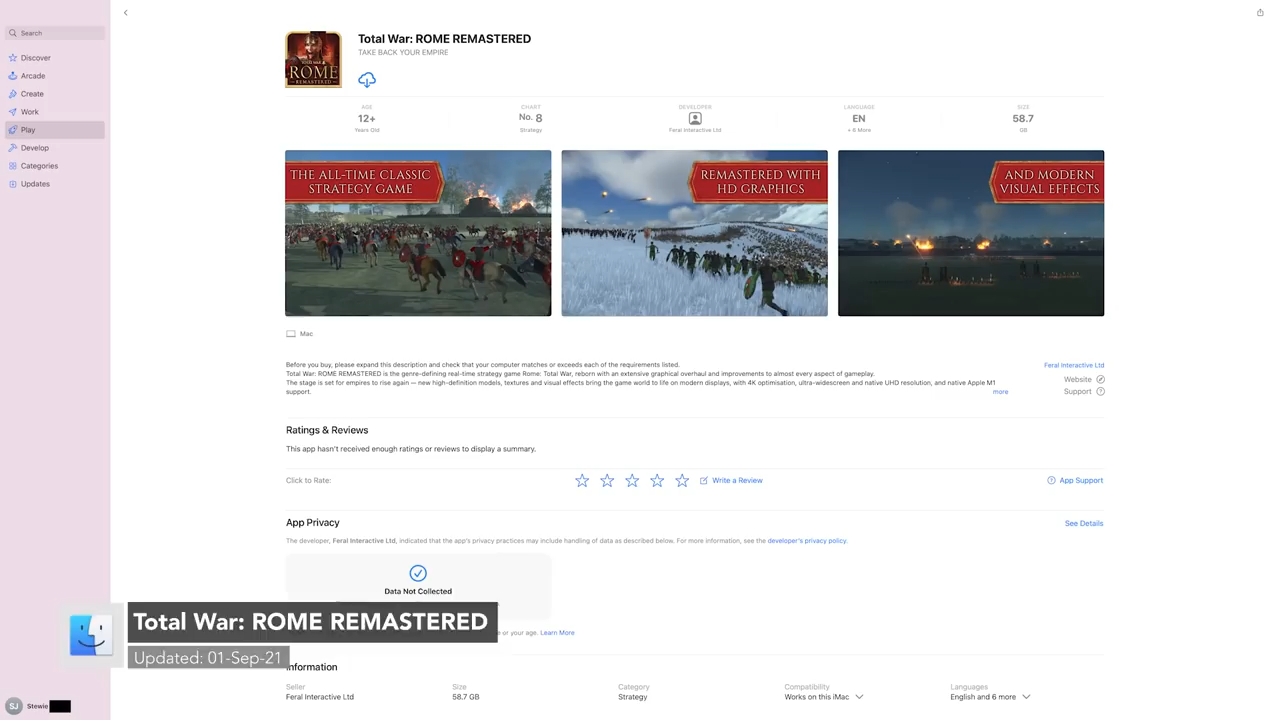 Search
Discover
Arcade
Create
Work
Play
Develop
Categories
Updates
SJ
Stewie
Total War: ROME REMASTERED
TAKE BACK YOUR EMPIRE
ROME
REMASTERED
AGE
12+
Years Old
CHART
No. 8
Strategy
DEVELOPER
Feral Interactive Ltd
LANGUAGE
EN
+ 6 More
SIZE
58.7
GB
THE ALL-TIME CLASSIC
STRATEGY GAME
REMASTERED WITH
HD GRAPHICS
AND MODERN
VISUAL EFFECTS
Mac
Before you buy, please expand this description and check that your computer matches or exceeds each of the requirements listed.
Total War: ROME REMASTERED is the genre-defining real-time strategy game Rome: Total War, reborn with an extensive graphical overhaul and improvements to almost every aspect of gameplay.
The stage is set for empires to rise again — new high-definition models, textures and visual effects bring the game world to life on modern displays, with 4K optimisation, ultra-widescreen and native UHD resolution, and native Apple M1
support.
more
Feral Interactive Ltd
Website
Support
Ratings & Reviews
This app hasn't received enough ratings or reviews to display a summary.
Click to Rate:
Write a Review
App Support
App Privacy
See Details
The developer, Feral Interactive Ltd, indicated that the app's privacy practices may include handling of data as described below. For more information, see the developer's privacy policy.
Data Not Collected
or your age. Learn More
Total War: ROME REMASTERED
Updated: 01-Sep-21
Information
Seller
Feral Interactive Ltd
Size
58.7 GB
Category
Strategy
Compatibility
Works on this iMac
Languages
English and 6 more